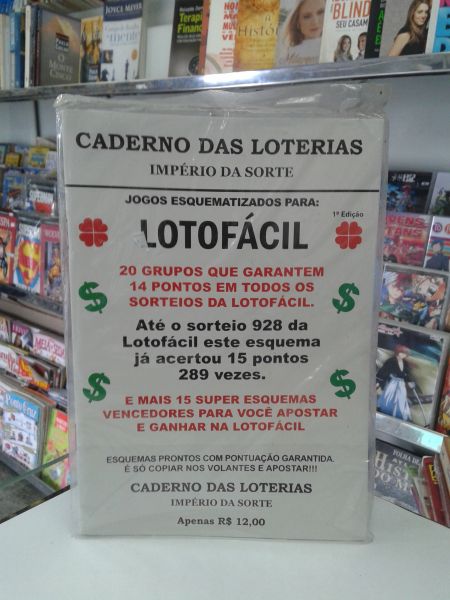 JOYCE MEYER
CADERNO DAS LOTERIAS
IMPÉRIO DA SORTE
JOGOS ESQUEMATIZADOS PARA:
1ª Edição
LOTOFÁCIL
20 GRUPOS QUE GARANTEM
14 PONTOS EM TODOS OS
SORTEIOS DA LOTOFÁCIL.
Até o sorteio 928 da
Lotofácil este esquema
já acertou 15 pontos
289 vezes.
E MAIS 15 SUPER ESQUEMAS
VENCEDORES PARA VOCÊ APOSTAR
E GANHAR NA LOTOFÁCIL
ESQUEMAS PRONTOS COM PONTUAÇÃO GARANTIDA.
É SÓ COPIAR NOS VOLANTES E APOSTAR!!!
CADERNO DAS LOTERIAS
IMPÉRIO DA SORTE
Apenas R$ 12,00